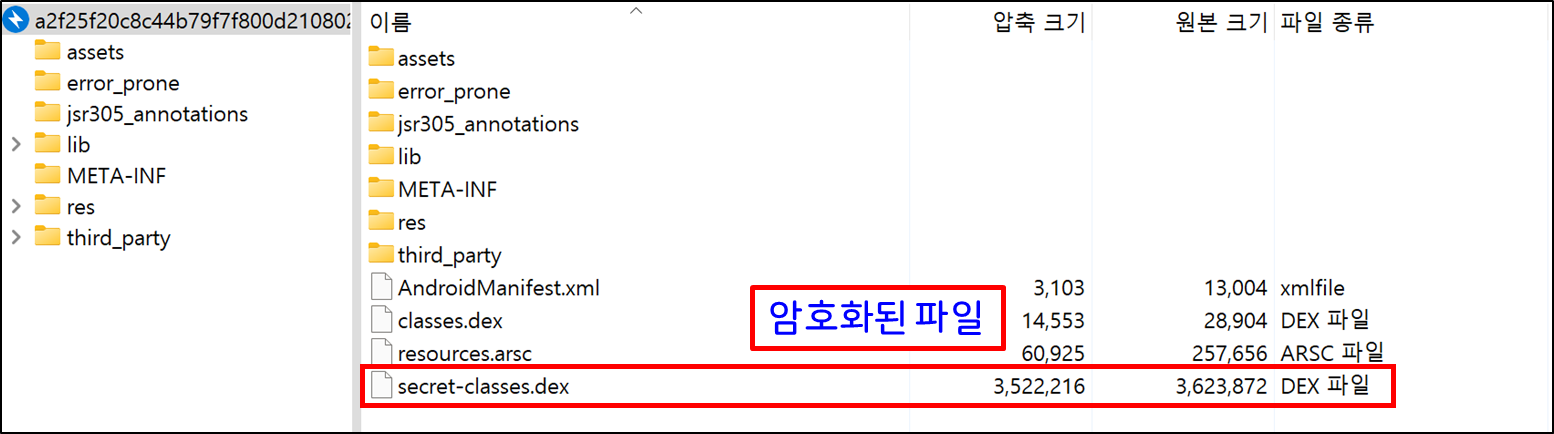 a2f25f20c8c44b79f7f800d210802
assets
error_prone
jsr305_annotations
lib
META-INF
res
third_party
이름 압축 크기 원본 크기 파일 종류
assets
error_prone
jsr305_annotations
lib
META-INF
res
third_party
AndroidManifest.xml 3,103 13,004 xmlfile
classes.dex 14,553 28,904 DEX 파일
암호화된 파일
resources.arsc 60,925 257,656 ARSC 파일
secret-classes.dex 3,522,216 3,623,872 DEX 파일